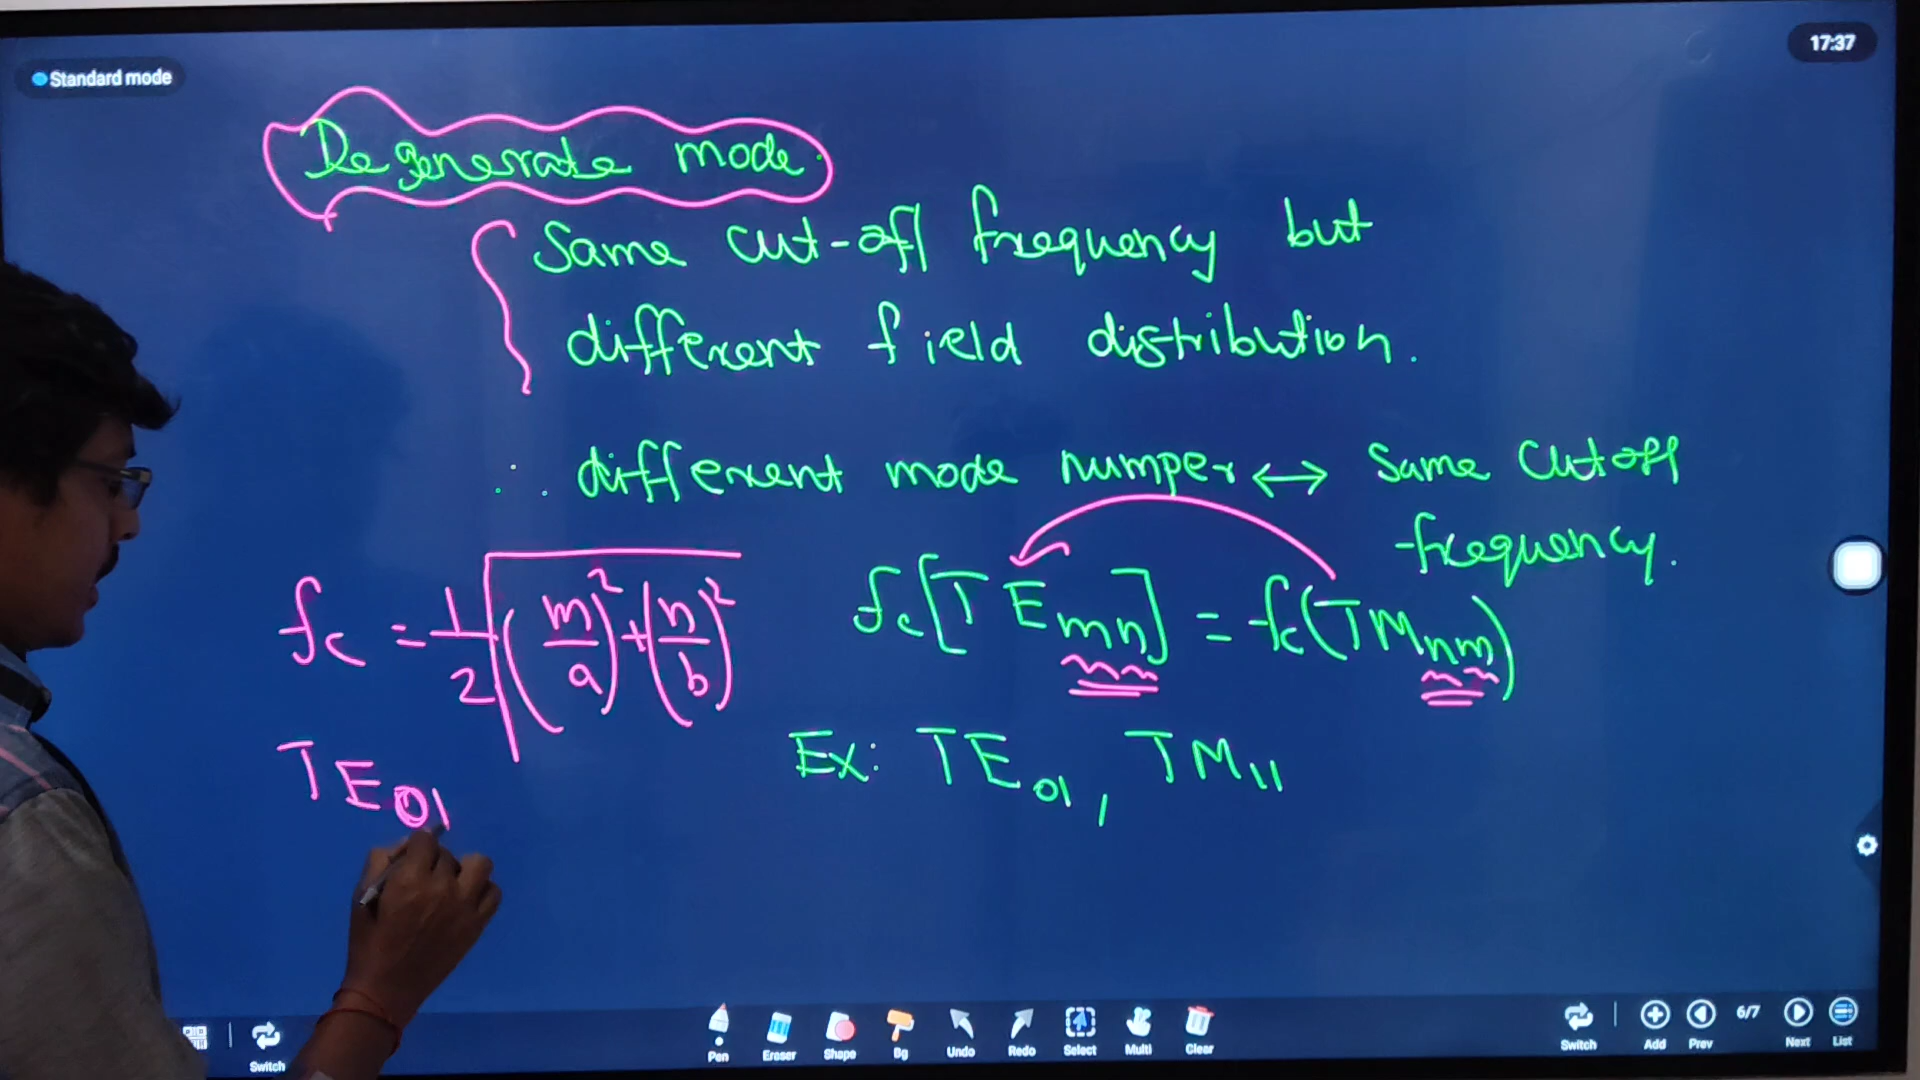 17:37
Standard mode
Degenerate mode.
Same cut-off frequency but
different field distribution.
∴ different mode numper ↔ same cutoff
frequency.
fc = 1/2 √((m/a)² + (n/b)²)
fc[TEmn] = fc(TMnm)
TE01
Ex: TE01, TM11
Switch
Pen Eraser Shape Bg Undo Redo Select Multi Clear
Switch Add Prev 6/7 Next List